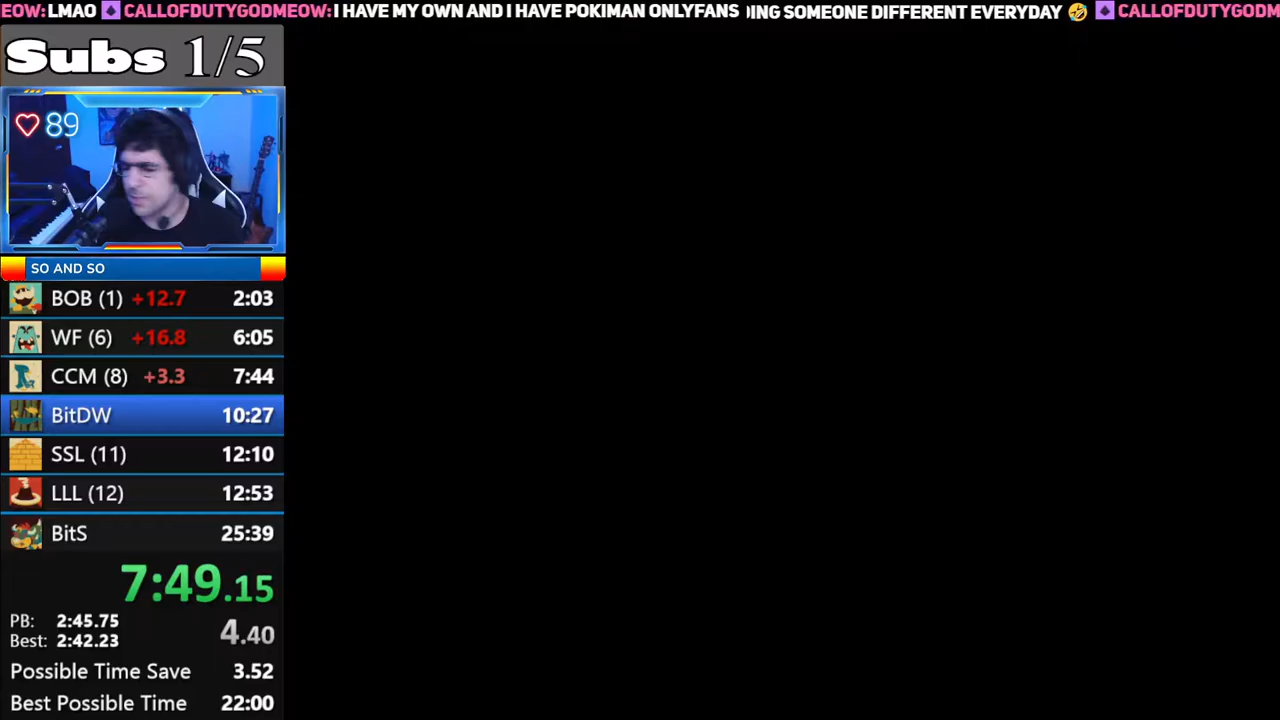 EOW: LMAO CALLOFDUTYGODMEOW: I HAVE MY OWN AND I HAVE POKIMAN ONLYFANS ING SOMEONE DIFFERENT EVERYDAY 🤣 CALLOFDUTYGODM
Subs 1/5
89
SO AND SO
BOB (1) +12.7 2:03
WF (6) +16.8 6:05
CCM (8) +3.3 7:44
BitDW 10:27
SSL (11) 12:10
LLL (12) 12:53
BitS 25:39
7:49.15
PB: 2:45.75
4.40
Best: 2:42.23
Possible Time Save 3.52
Best Possible Time 22:00